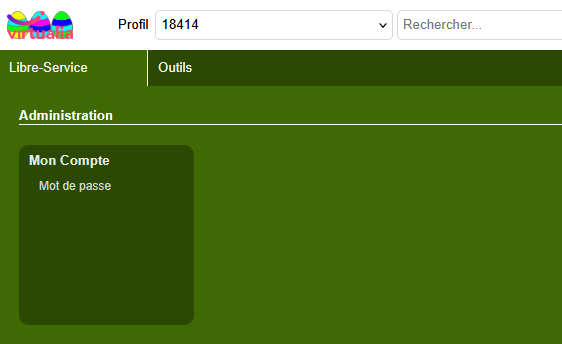 virtualia
Profil 18414 Rechercher...
Libre-Service Outils
Administration
Mon Compte
Mot de passe